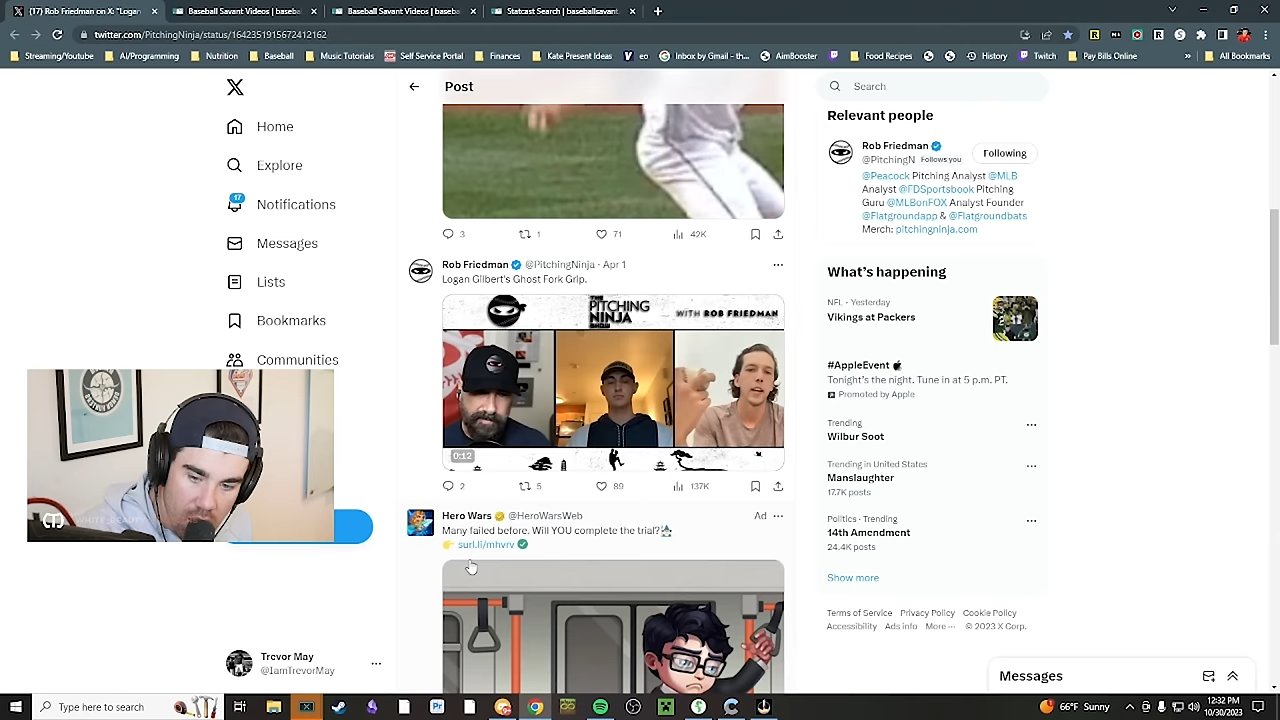 (17) Rob Friedman on X: "Logan
Baseball Savant Videos | baseb
Baseball Savant Videos | baseb
Statcast Search | baseballsavant.
twitter.com/PitchingNinja/status/1642351915672412162
Streaming/Youtube
AI/Programming
Nutrition
Baseball
Music Tutorials
Self Service Portal
Finances
Kate Present Ideas
eo
Inbox by Gmail - th...
AimBooster
Food Recipes
History
Twitch
Pay Bills Online
»
All Bookmarks
Post
Home
Explore
17
Notifications
Messages
Lists
Bookmarks
Communities
Trevor May
@IamTrevorMay
3
1
71
42K
Rob Friedman @PitchingNinja · Apr 1
Logan Gilbert's Ghost Fork Grip.
THE PITCHING NINJA SHOW WITH ROB FRIEDMAN
0:12
2
5
89
137K
Hero Wars @HeroWarsWeb Ad
Many failed before. Will YOU complete the trial?
surl.li/mhvrv
Search
Relevant people
Rob Friedman
@PitchingN Follows you
Following
@Peacock Pitching Analyst @MLB
Analyst @FDSportsbook Pitching
Guru @MLBonFOX Analyst Founder
@Flatgroundapp & @Flatgroundbats
Merch: pitchingninja.com
What's happening
NFL · Yesterday
Vikings at Packers
#AppleEvent
Tonight's the night. Tune in at 5 p.m. PT.
Promoted by Apple
Trending
Wilbur Soot
Trending in United States
Manslaughter
17.7K posts
Politics · Trending
14th Amendment
24.4K posts
Show more
Terms of Service Privacy Policy Cookie Policy
Accessibility Ads info More ··· © 2023 X Corp.
Messages
Type here to search
66°F Sunny
12:32 PM
10/30/2023